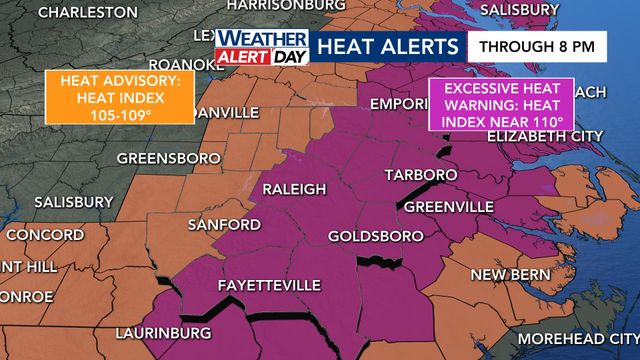 CHARLESTON
HARRISONBURG
SALISBURY
WEATHER
ALERT DAY
HEAT ALERTS
THROUGH 8 PM
LEX
ROANOKE
HEAT ADVISORY:
HEAT INDEX
105-109°
EXCESSIVE HEAT
WARNING: HEAT
INDEX NEAR 110°
EMPORI
ACH
ANVILLE
ELIZABETH CITY
GREENSBORO
TARBORO
RALEIGH
SALISBURY
GREENVILLE
SANFORD
CONCORD
GOLDSBORO
NT HILL
NEW BERN
FAYETTEVILLE
ONROE
LAURINBURG
MOREHEAD CITY